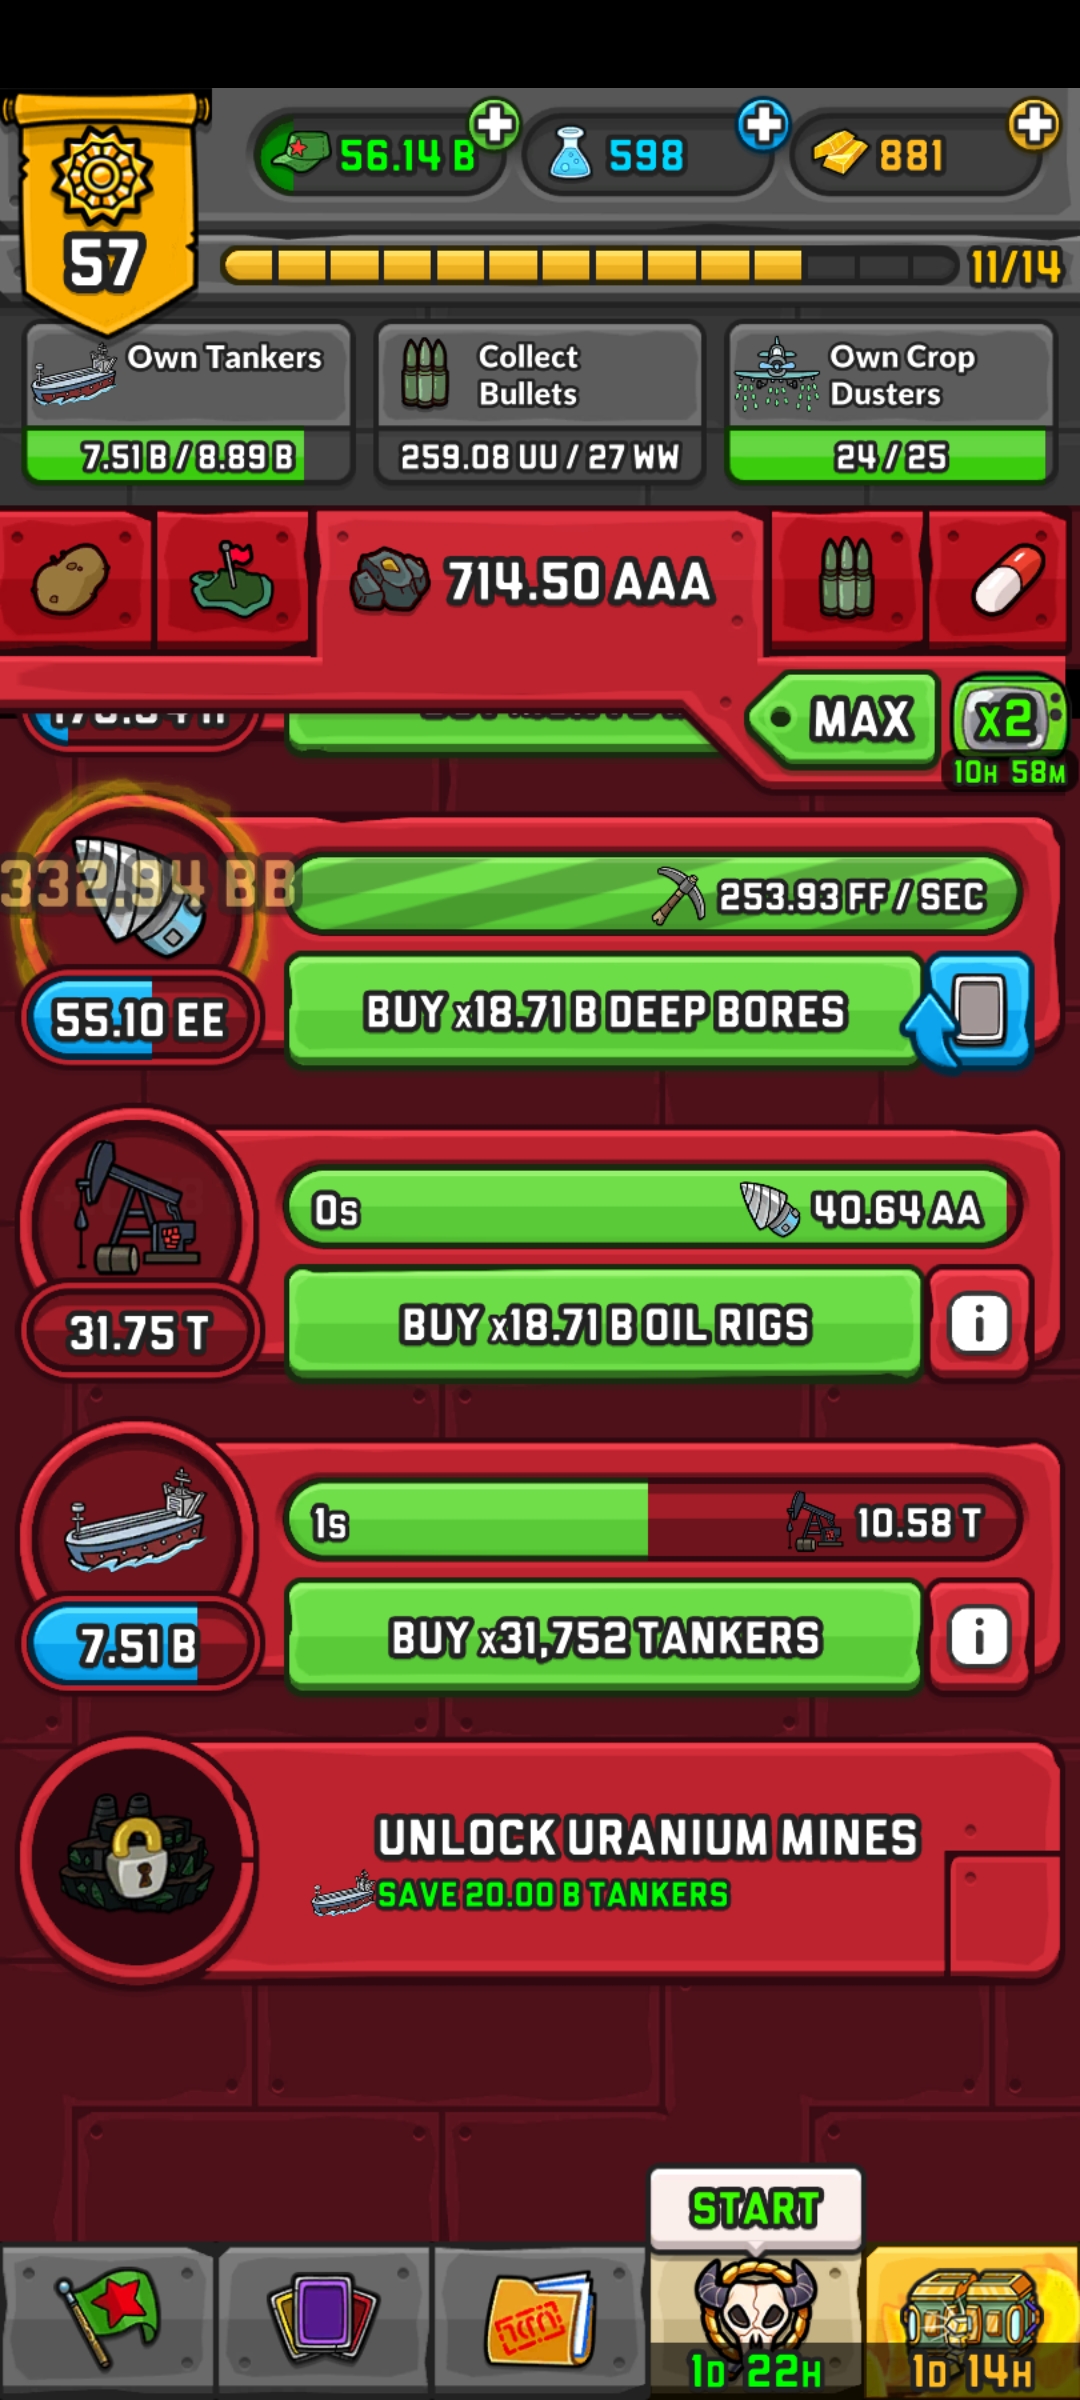 56.14 B
598
881
57
11/14
Own Tankers
7.51 B / 8.89 B
Collect
Bullets
259.08 UU / 27 WW
Own Crop
Dusters
24 / 25
714.50 AAA
MAX
x2
10H 58M
332.94 BB
253.93 FF / SEC
55.10 EE
BUY x18.71 B DEEP BORES
0s
40.64 AA
31.75 T
BUY x18.71 B OIL RIGS
i
1s
10.58 T
7.51 B
BUY x31,752 TANKERS
i
UNLOCK URANIUM MINES
SAVE 20.00 B TANKERS
START
1D 22H
1D 14H